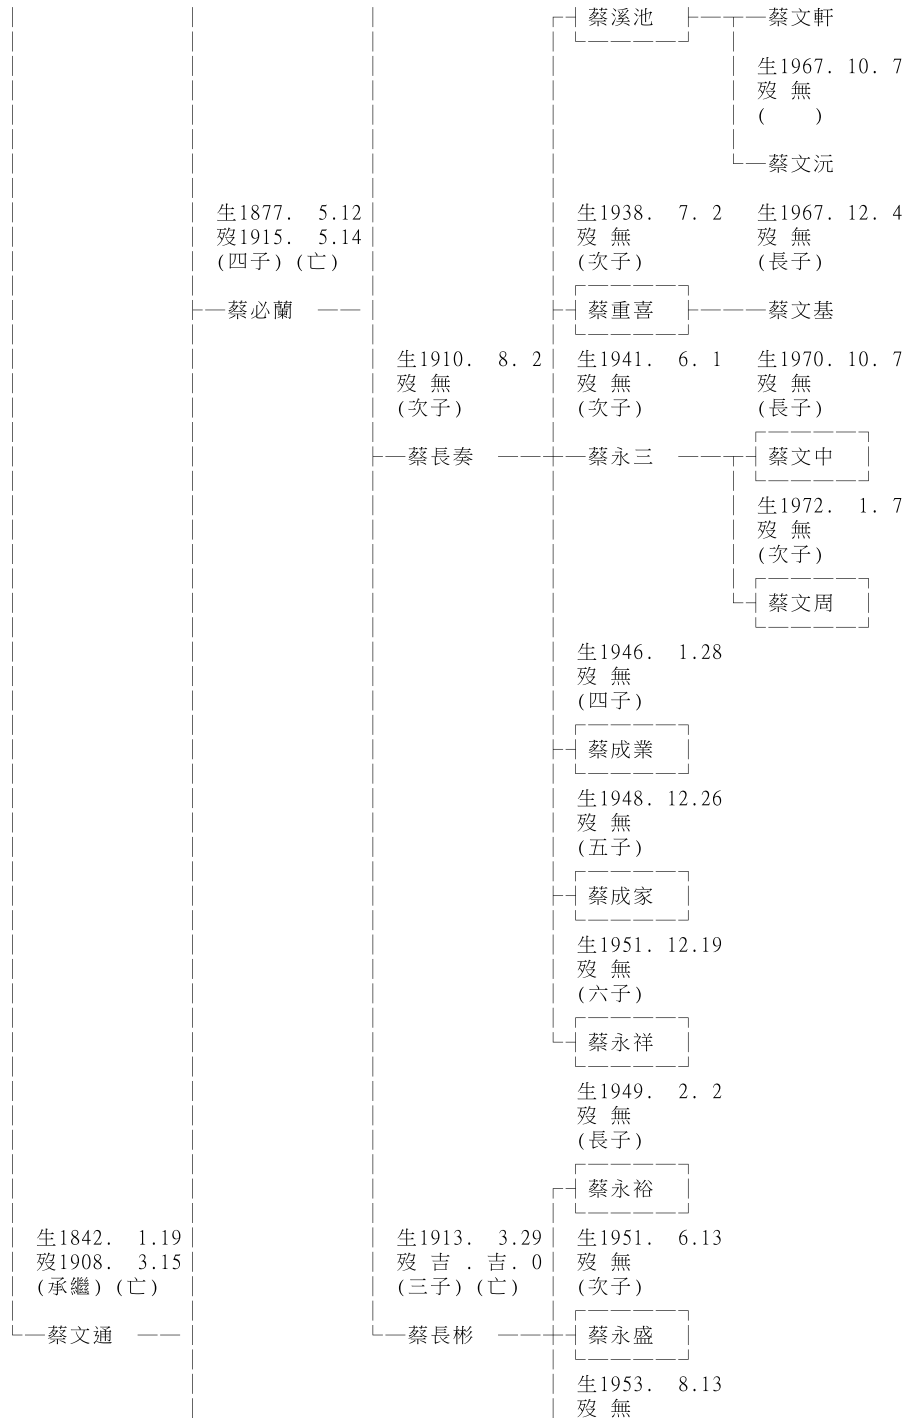 蔡溪池 蔡文軒
生1967. 10. 7
歿 無
( )
蔡文沅
生1877. 5.12 生1938. 7. 2 生1967. 12. 4
歿1915. 5.14 歿 無 歿 無
(四子) (亡) (次子) (長子)
蔡必蘭 蔡重喜 蔡文基
生1910. 8. 2 生1941. 6. 1 生1970. 10. 7
歿 無 歿 無 歿 無
(次子) (次子) (長子)
蔡長奏 蔡永三 蔡文中
生1972. 1. 7
歿 無
(次子)
蔡文周
生1946. 1.28
歿 無
(四子)
蔡成業
生1948. 12.26
歿 無
(五子)
蔡成家
生1951. 12.19
歿 無
(六子)
蔡永祥
生1949. 2. 2
歿 無
(長子)
蔡永裕
生1842. 1.19 生1913. 3.29 生1951. 6.13
歿1908. 3.15 歿 吉 . 吉. 0 歿 無
(承繼) (亡) (三子) (亡) (次子)
蔡文通 蔡長彬 蔡永盛
生1953. 8.13
歿 無